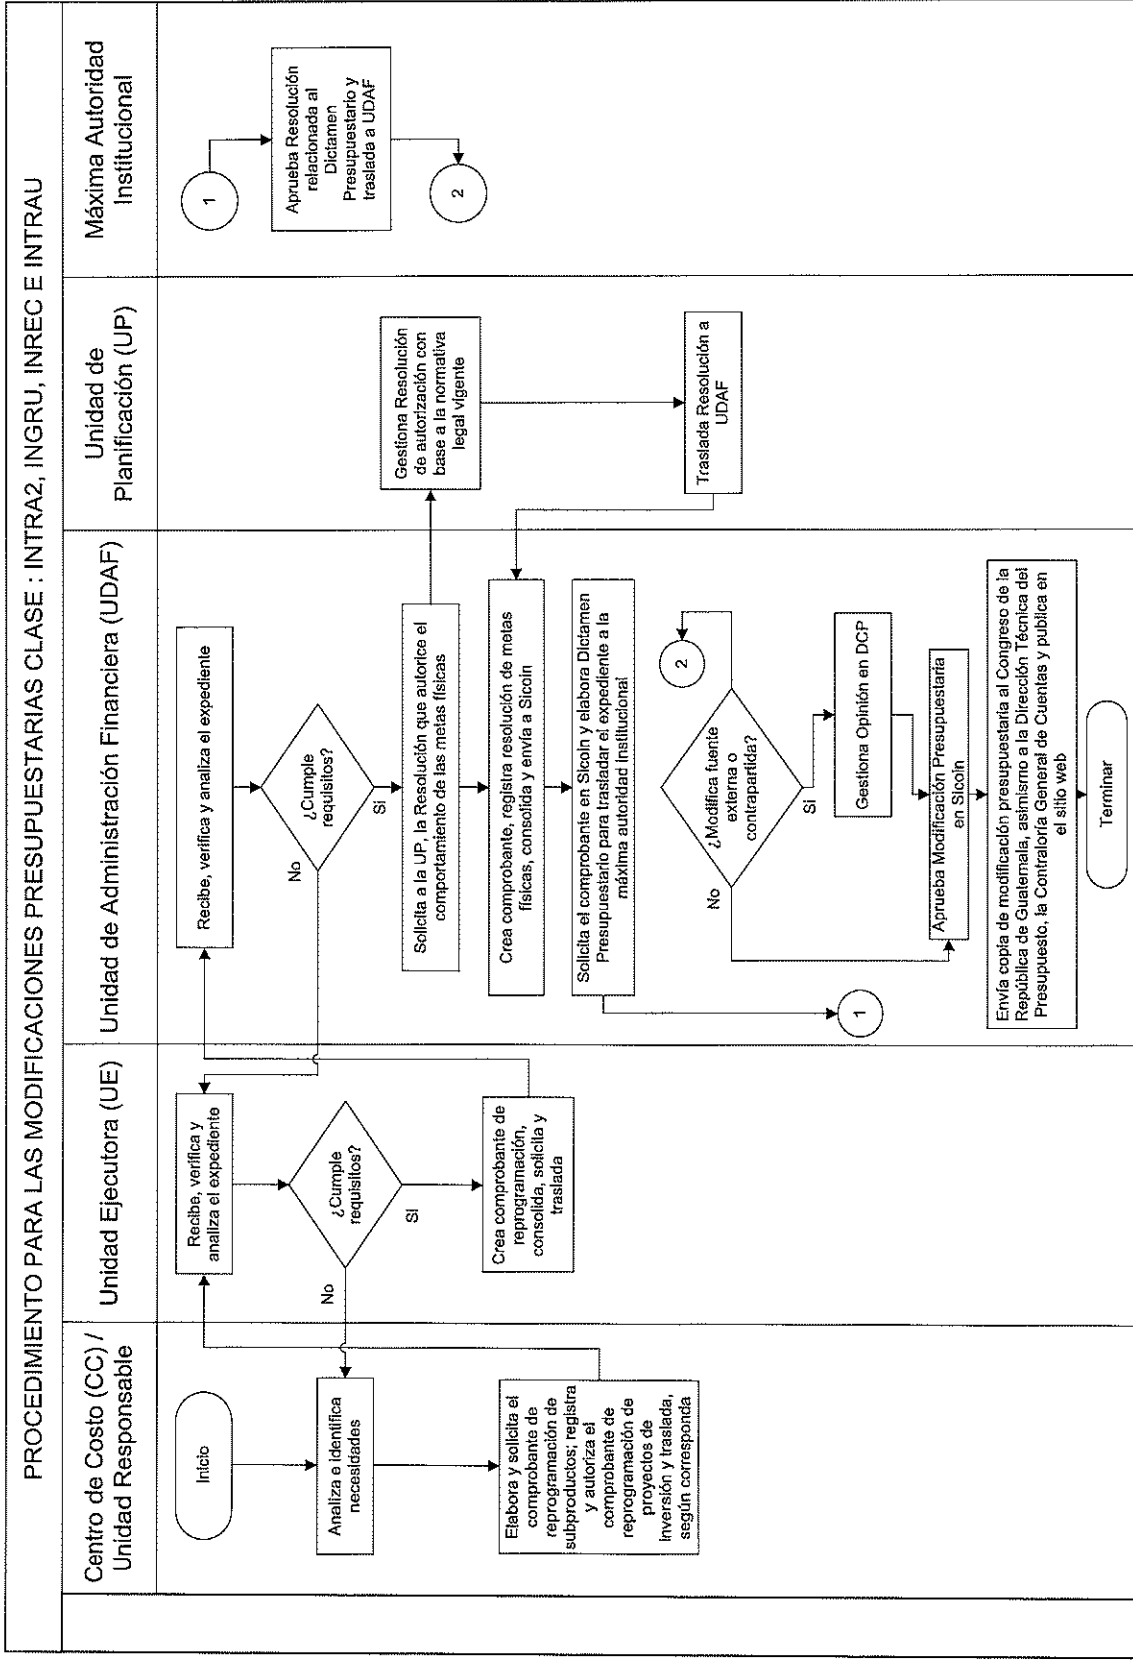 PROCEDIMIENTO PARA LAS MODIFICACIONES PRESUPUESTARIAS CLASE : INTRA2, INGRU, INREC E INTRAU
Centro de Costo (CC) /
Unidad Responsable
Unidad Ejecutora (UE)
Unidad de Administración Financiera (UDAF)
Unidad de
Planificación (UP)
Máxima Autoridad
Institucional
Inicio
Analiza e identifica
necesidades
Elabora y solicita el
comprobante de
reprogramación de
subproductos; registra
y autoriza el
comprobante de
reprogramación de
proyectos de
inversión y traslada,
según corresponda
Recibe, verifica y
analiza el expediente
¿Cumple
requisitos?
No
Si
Crea comprobante de
reprogramación,
consolida, solicita y
traslada
Recibe, verifica y analiza el expediente
¿Cumple
requisitos?
No
Si
Solicita a la UP, la Resolución que autorice el
comportamiento de las metas físicas
Crea comprobante, registra resolución de metas
físicas, consolida y envía a Sicoin
Solicita el comprobante en Sicoin y elabora Dictamen
Presupuestario para trasladar el expediente a la
máxima autoridad Institucional
1
2
¿Modifica fuente
externa o
contrapartida?
No
Si
Gestiona Opinión en DCP
Aprueba Modificación Presupuestaria
en Sicoin
Envía copia de modificación presupuestaria al Congreso de la
República de Guatemala, asimismo a la Dirección Técnica del
Presupuesto, la Contraloría General de Cuentas y publica en
el sitio web
Terminar
Gestiona Resolución
de autorización con
base a la normativa
legal vigente
Traslada Resolución a
UDAF
1
Aprueba Resolución
relacionada al
Dictamen
Presupuestario y
traslada a UDAF
2